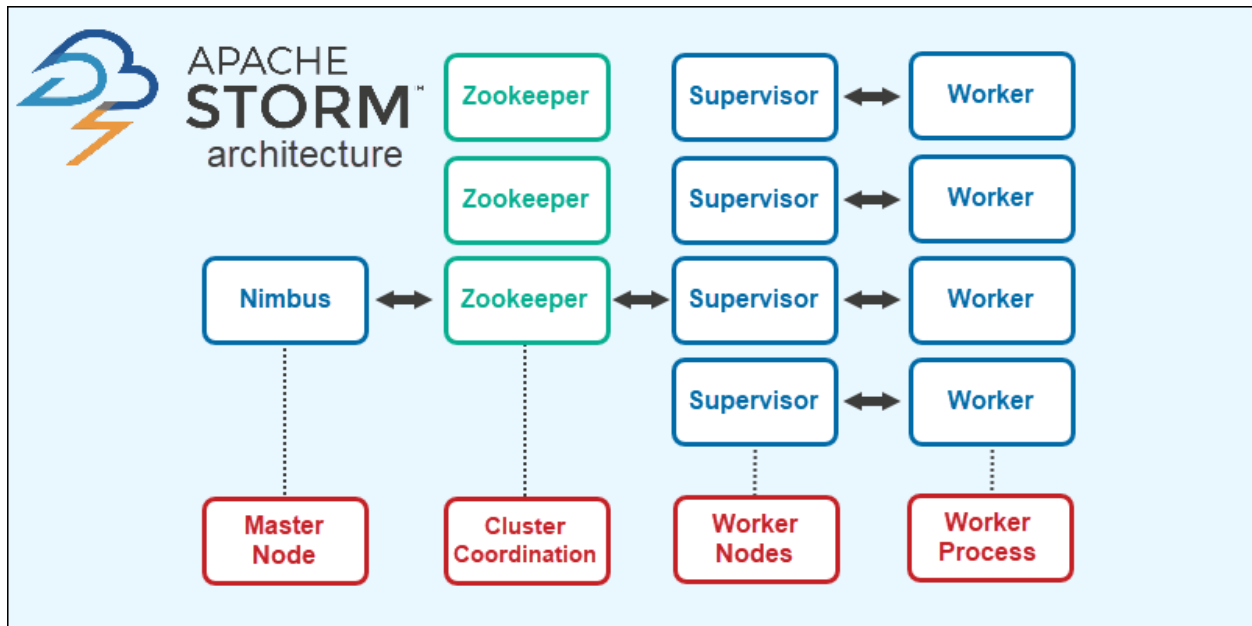 APACHE
STORM™
architecture
Zookeeper
Supervisor
Worker
Zookeeper
Supervisor
Worker
Nimbus
Zookeeper
Supervisor
Worker
Supervisor
Worker
Master
Node
Cluster
Coordination
Worker
Nodes
Worker
Process